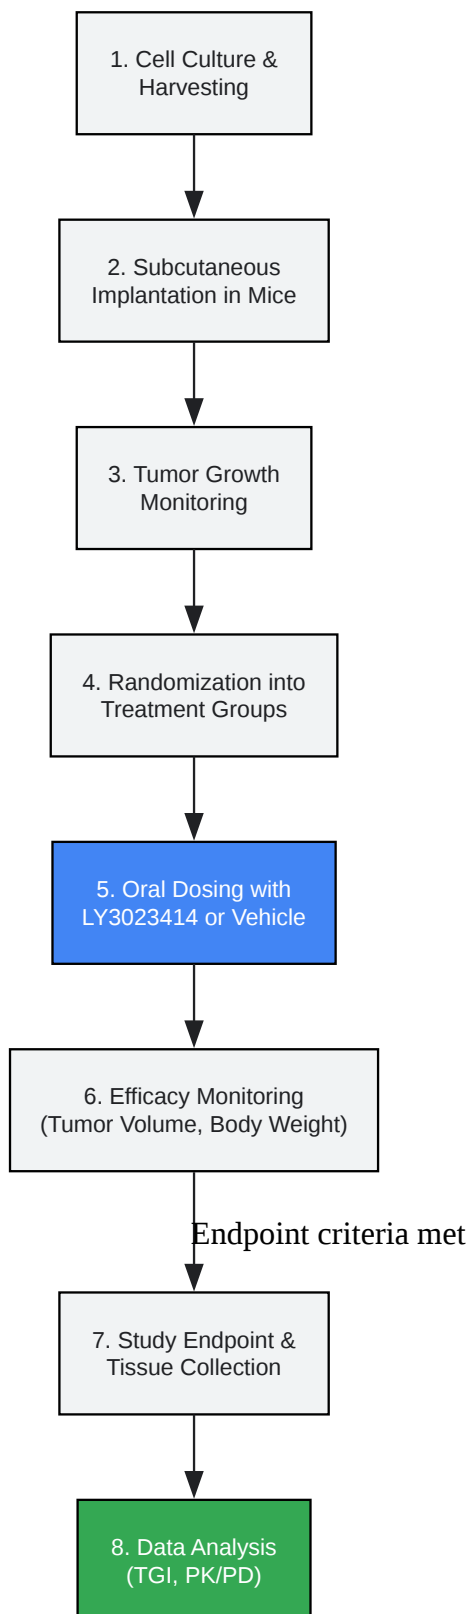 1. Cell Culture &
Harvesting
2. Subcutaneous
Implantation in Mice
3. Tumor Growth
Monitoring
4. Randomization into
Treatment Groups
5. Oral Dosing with
LY3023414 or Vehicle
6. Efficacy Monitoring
(Tumor Volume, Body Weight)
Endpoint criteria met
7. Study Endpoint &
Tissue Collection
8. Data Analysis
(TGI, PK/PD)